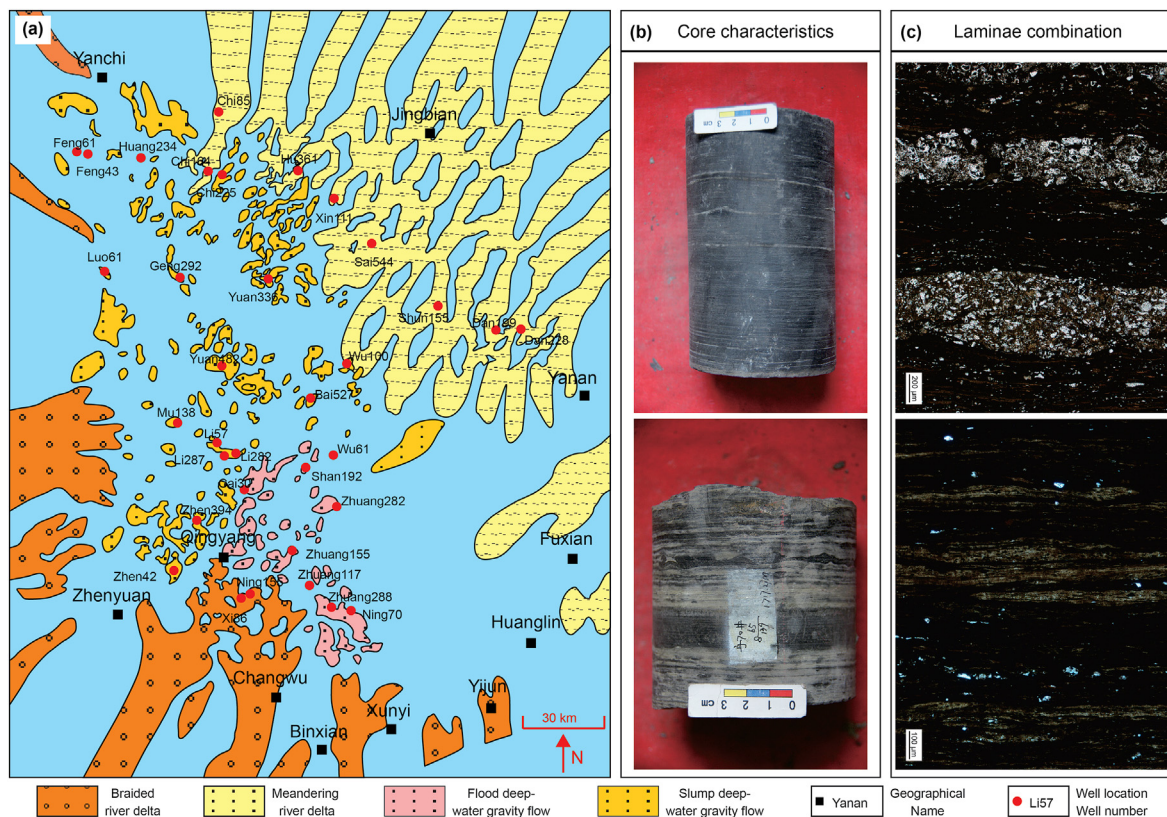 (a)
Yanchi
Chi85
Jingbian
Feng61
Feng43
Huang234
Chi184
Chi225
Hu361
Xin111
Sai544
Luo61
Geng292
Yuan336
Shun155
Dan199
Dan228
Yuan482
Wu100
Yanan
Bai527
Mu138
Li57
Li287
Li282
Wu61
Shan192
Zhuang282
Zhen394
Qingyang
Fuxian
Zhuang155
Zhen42
Zhuang117
Ning155
Zhenyuan
Zhuang288
Ning70
Xi86
Huanglin
Changwu
Yijun
Xunyi
Binxian
30 km
N
(b) Core characteristics
0 1 2 3 cm
0 1 2 3 cm
(c) Laminae combination
200 μm
100 μm
Braided
river delta
Meandering
river delta
Flood deep-
water gravity flow
Slump deep-
water gravity flow
Yanan
Geographical
Name
Li57
Well location
Well number